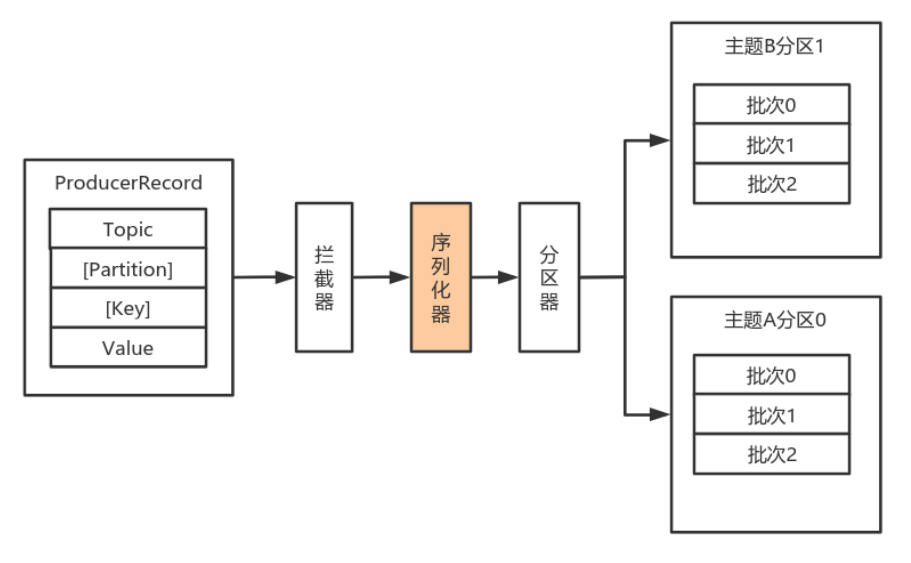 ProducerRecord
Topic
[Partition]
[Key]
Value
拦截器
序列化器
分区器
主题B分区1
批次0
批次1
批次2
主题A分区0
批次0
批次1
批次2